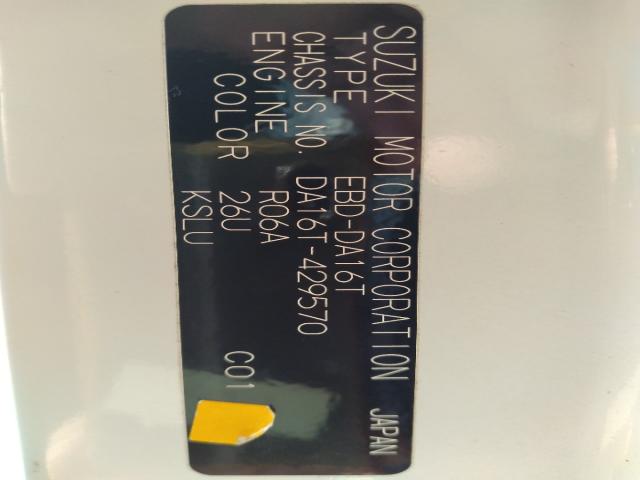 SUZUKI MOTOR CORPORATION JAPAN
TYPE EBD-DA16T
CHASSIS NO. DA16T-429570
ENGINE R06A
COLOR 26U C01
KSLU